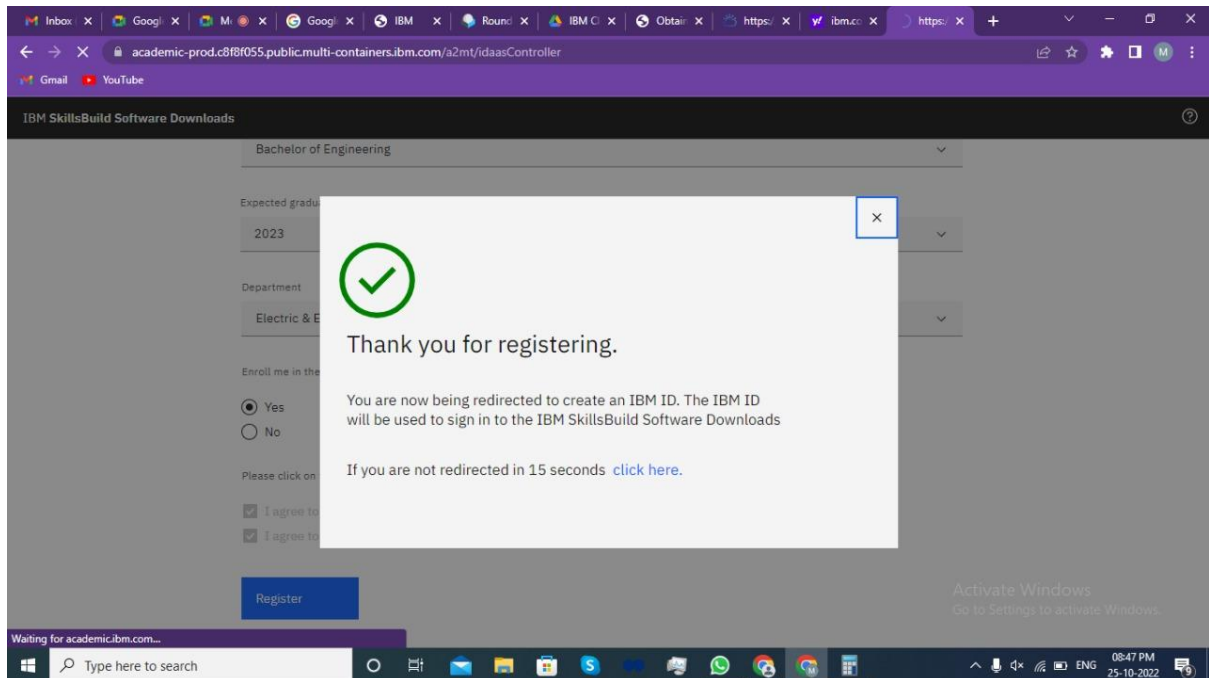 Inbox
Googl
M
Googl
IBM
Round
IBM Cl
Obtain
https:/
ibm.co
https:/
academic-prod.c8f8f055.public.multi-containers.ibm.com/a2mt/idaasController
M
Gmail YouTube
IBM SkillsBuild Software Downloads
Bachelor of Engineering
Expected gradu
2023
Department
Electric & E
Enroll me in the
Yes
No
Please click on
I agree to
I agree to
Register
Thank you for registering.
You are now being redirected to create an IBM ID. The IBM ID
will be used to sign in to the IBM SkillsBuild Software Downloads
If you are not redirected in 15 seconds click here.
Activate Windows
Go to Settings to activate Windows.
Waiting for academic.ibm.com...
Type here to search
ENG
08:47 PM
25-10-2022
9